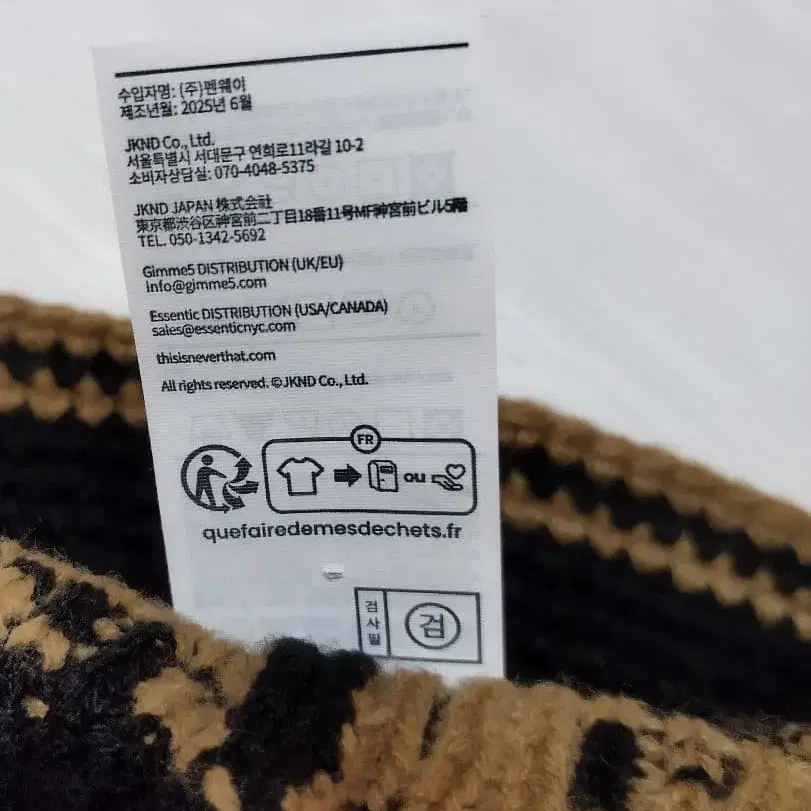 수입자명: (주)펜웨어
제조년월: 2025년 6월
JKND Co., Ltd.
서울특별시 서대문구 연희로11라길 10-2
소비자상담실: 070-4048-5375
JKND JAPAN 株式会社
東京都渋谷区神宮前二丁目18番11号MF神宮前ビル5階
TEL. 050-1342-5692
Gimme5 DISTRIBUTION (UK/EU)
info@gimme5.com
Essentic DISTRIBUTION (USA/CANADA)
sales@essenticnyc.com
thisisneverthat.com
All rights reserved. ©JKND Co., Ltd.
FR
ou
quefairedemesdechets.fr
검사필
검